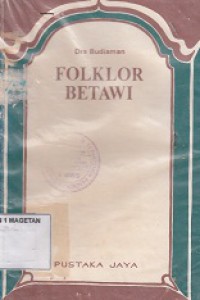 Drs Budiaman
FOLKLOR
BETAWI
I 1 MAGETAN
PUSTAKA JAYA